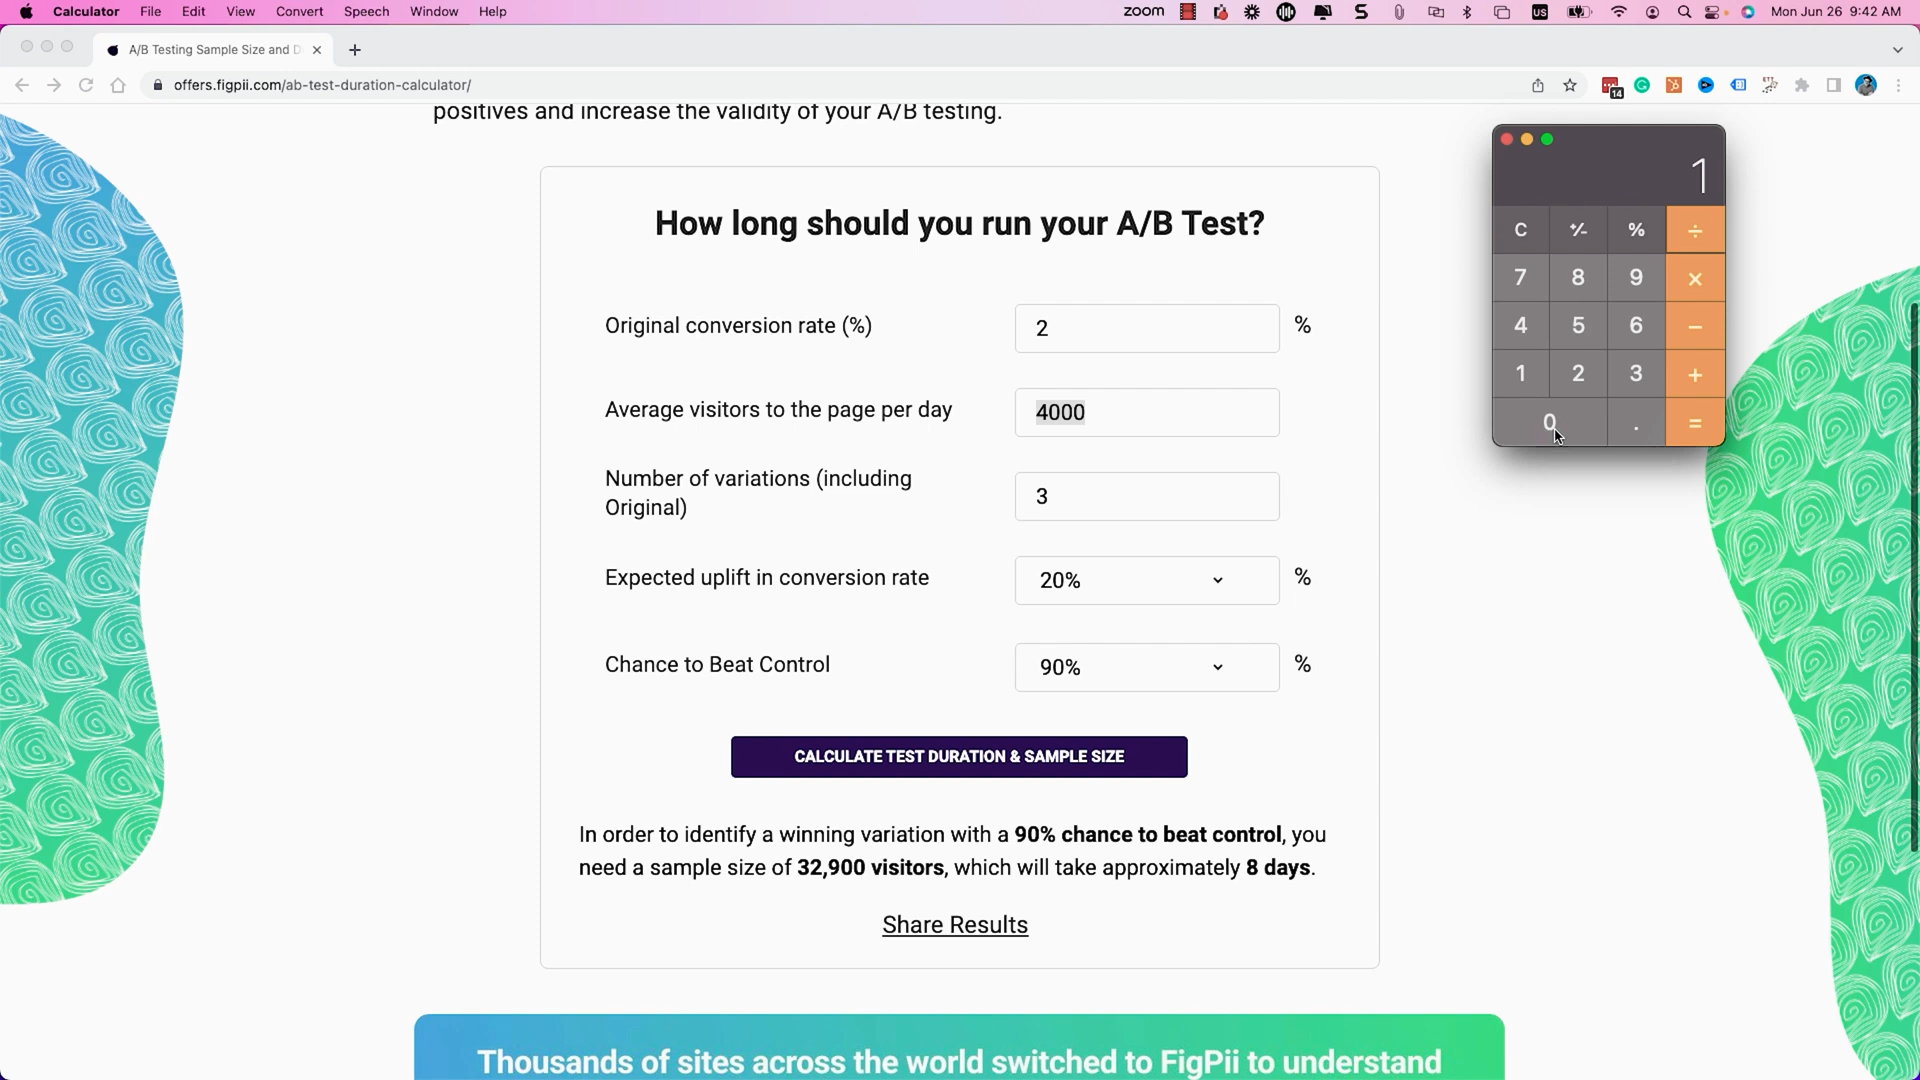 Calculator File Edit View Convert Speech Window Help zoom US Mon Jun 26 9:42 AM
A/B Testing Sample Size and D
offers.figpii.com/ab-test-duration-calculator/ 14
positives and increase the validity of your A/B testing.
How long should you run your A/B Test?
Original conversion rate (%) 2 %
Average visitors to the page per day 4000
Number of variations (including
Original) 3
Expected uplift in conversion rate 20% %
Chance to Beat Control 90% %
CALCULATE TEST DURATION & SAMPLE SIZE
In order to identify a winning variation with a 90% chance to beat control, you
need a sample size of 32,900 visitors, which will take approximately 8 days.
Share Results
Thousands of sites across the world switched to FigPii to understand
1
C +/- % ÷
7 8 9 ×
4 5 6 −
1 2 3 +
0 . =